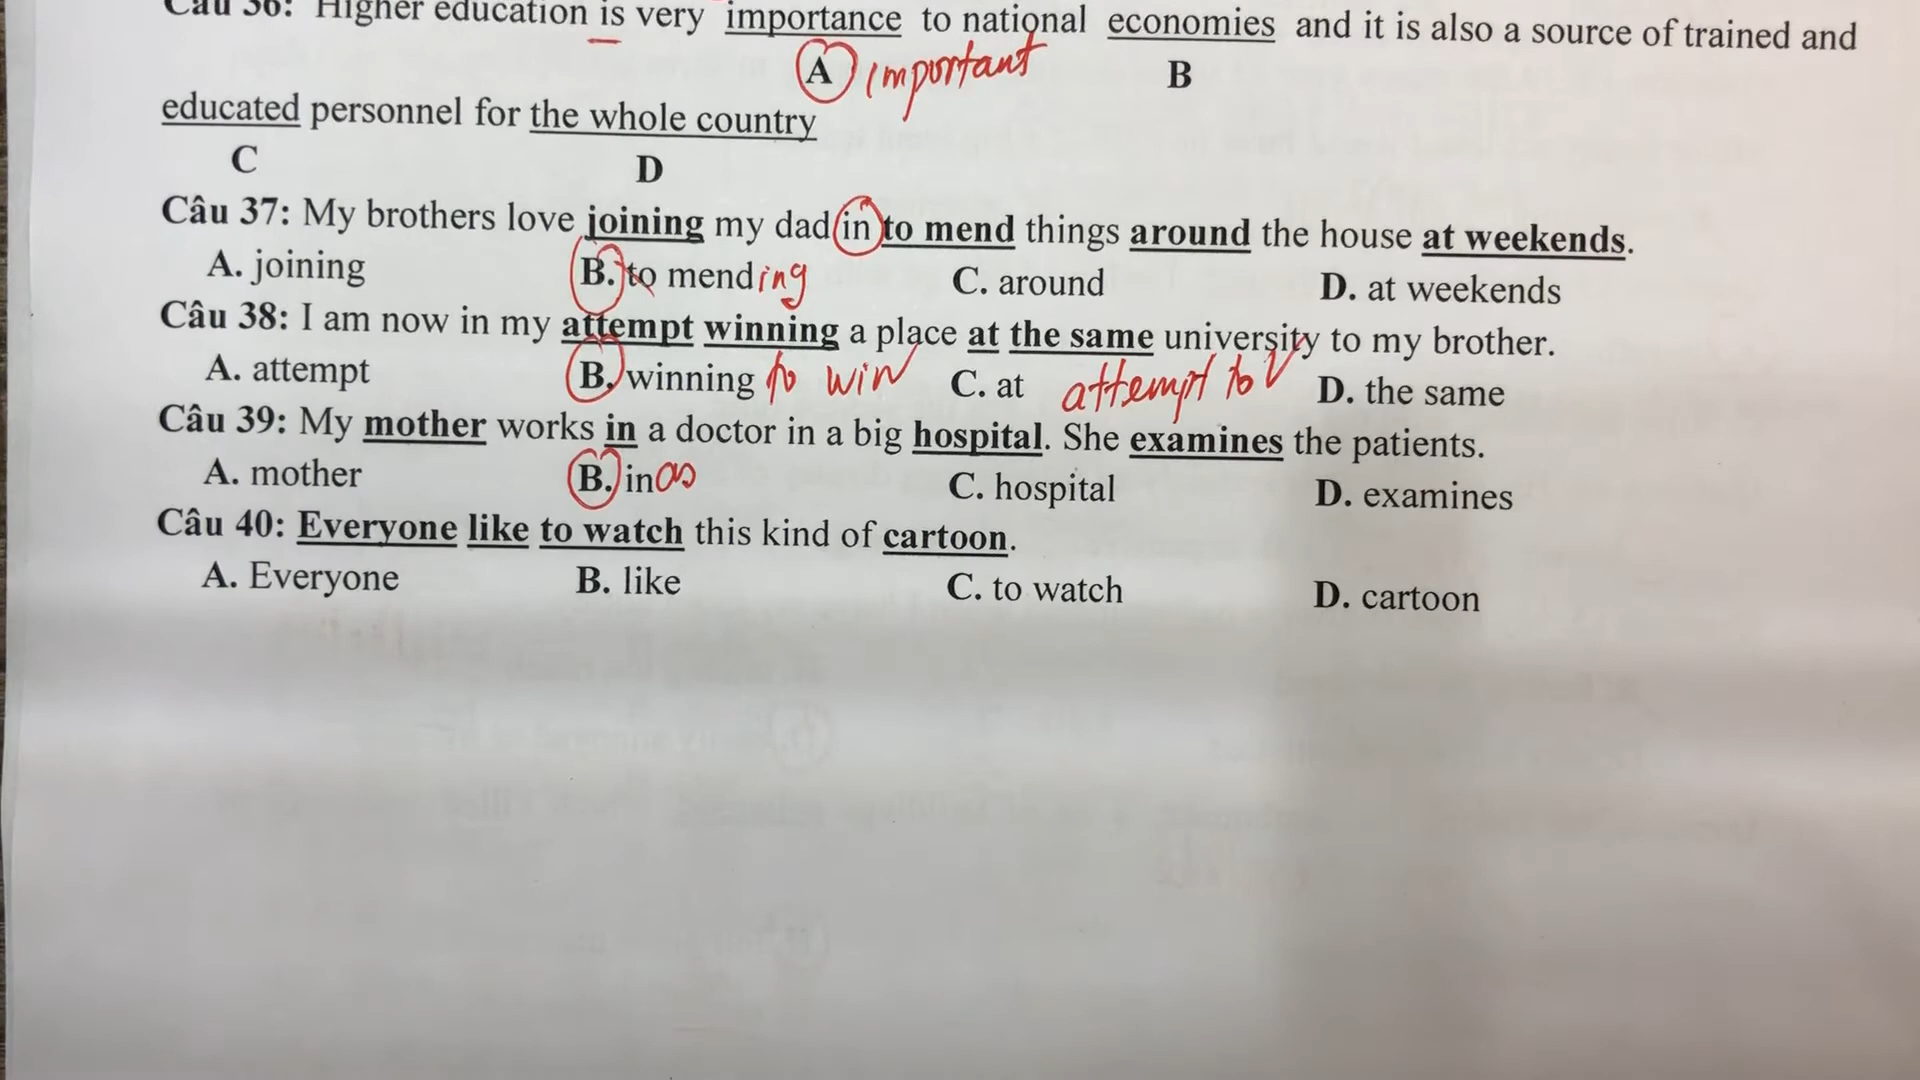 Câu 36: Higher education is very importance to national economies and it is also a source of trained and
A important B
educated personnel for the whole country
C D
Câu 37: My brothers love joining my dad in to mend things around the house at weekends.
A. joining B. to mending C. around D. at weekends
Câu 38: I am now in my attempt winning a place at the same university to my brother.
A. attempt B. winning to win C. at attempt to V D. the same
Câu 39: My mother works in a doctor in a big hospital. She examines the patients.
A. mother B. in as C. hospital D. examines
Câu 40: Everyone like to watch this kind of cartoon.
A. Everyone B. like C. to watch D. cartoon